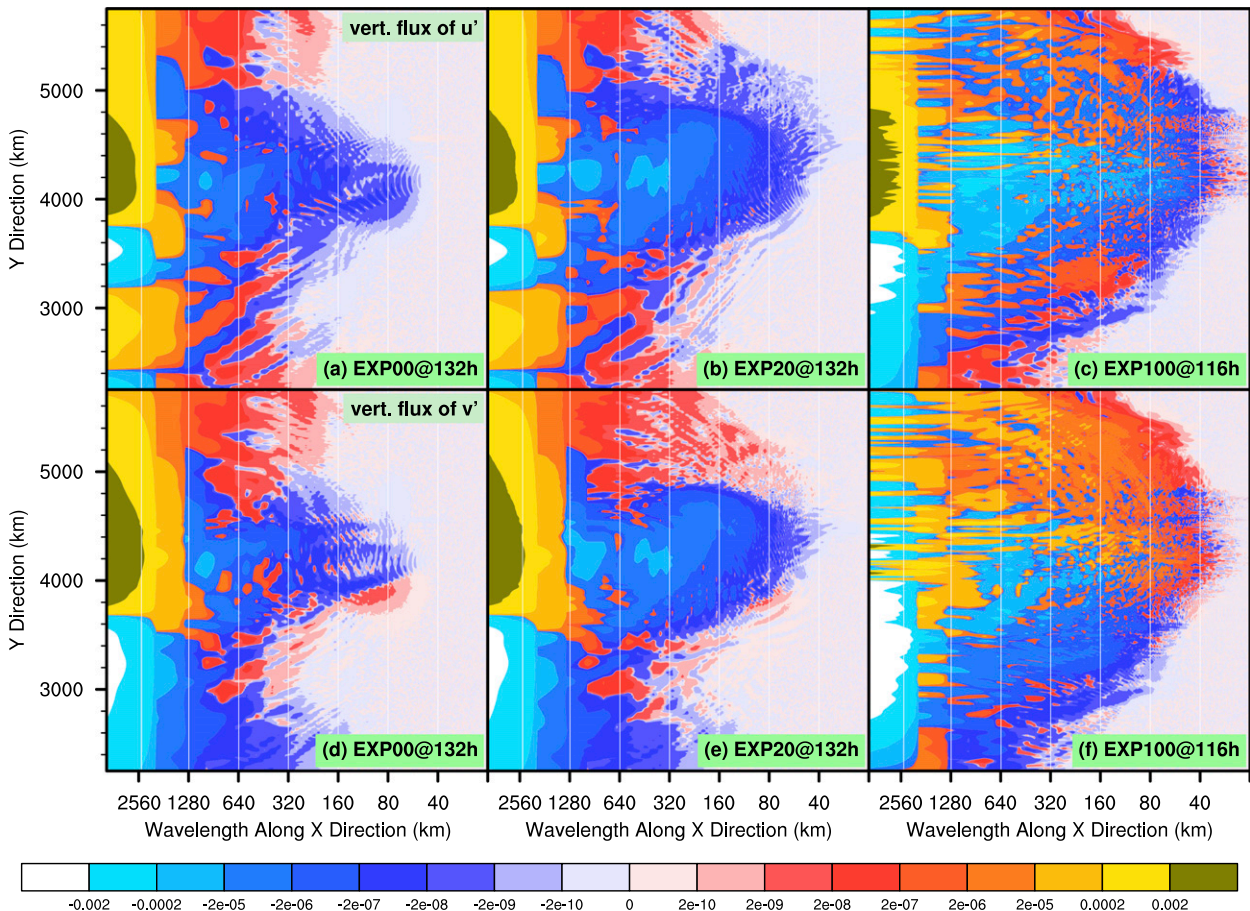 vert. flux of u’
5000
4000
3000
Y Direction (km)
(a) EXP00@132h
(b) EXP20@132h
(c) EXP100@116h
vert. flux of v’
5000
4000
3000
Y Direction (km)
(d) EXP00@132h
(e) EXP20@132h
(f) EXP100@116h
2560 1280 640 320 160 80 40
2560 1280 640 320 160 80 40
2560 1280 640 320 160 80 40
Wavelength Along X Direction (km)
Wavelength Along X Direction (km)
Wavelength Along X Direction (km)
-0.002 -0.0002 -2e-05 -2e-06 -2e-07 -2e-08 -2e-09 -2e-10 0 2e-10 2e-09 2e-08 2e-07 2e-06 2e-05 0.0002 0.002